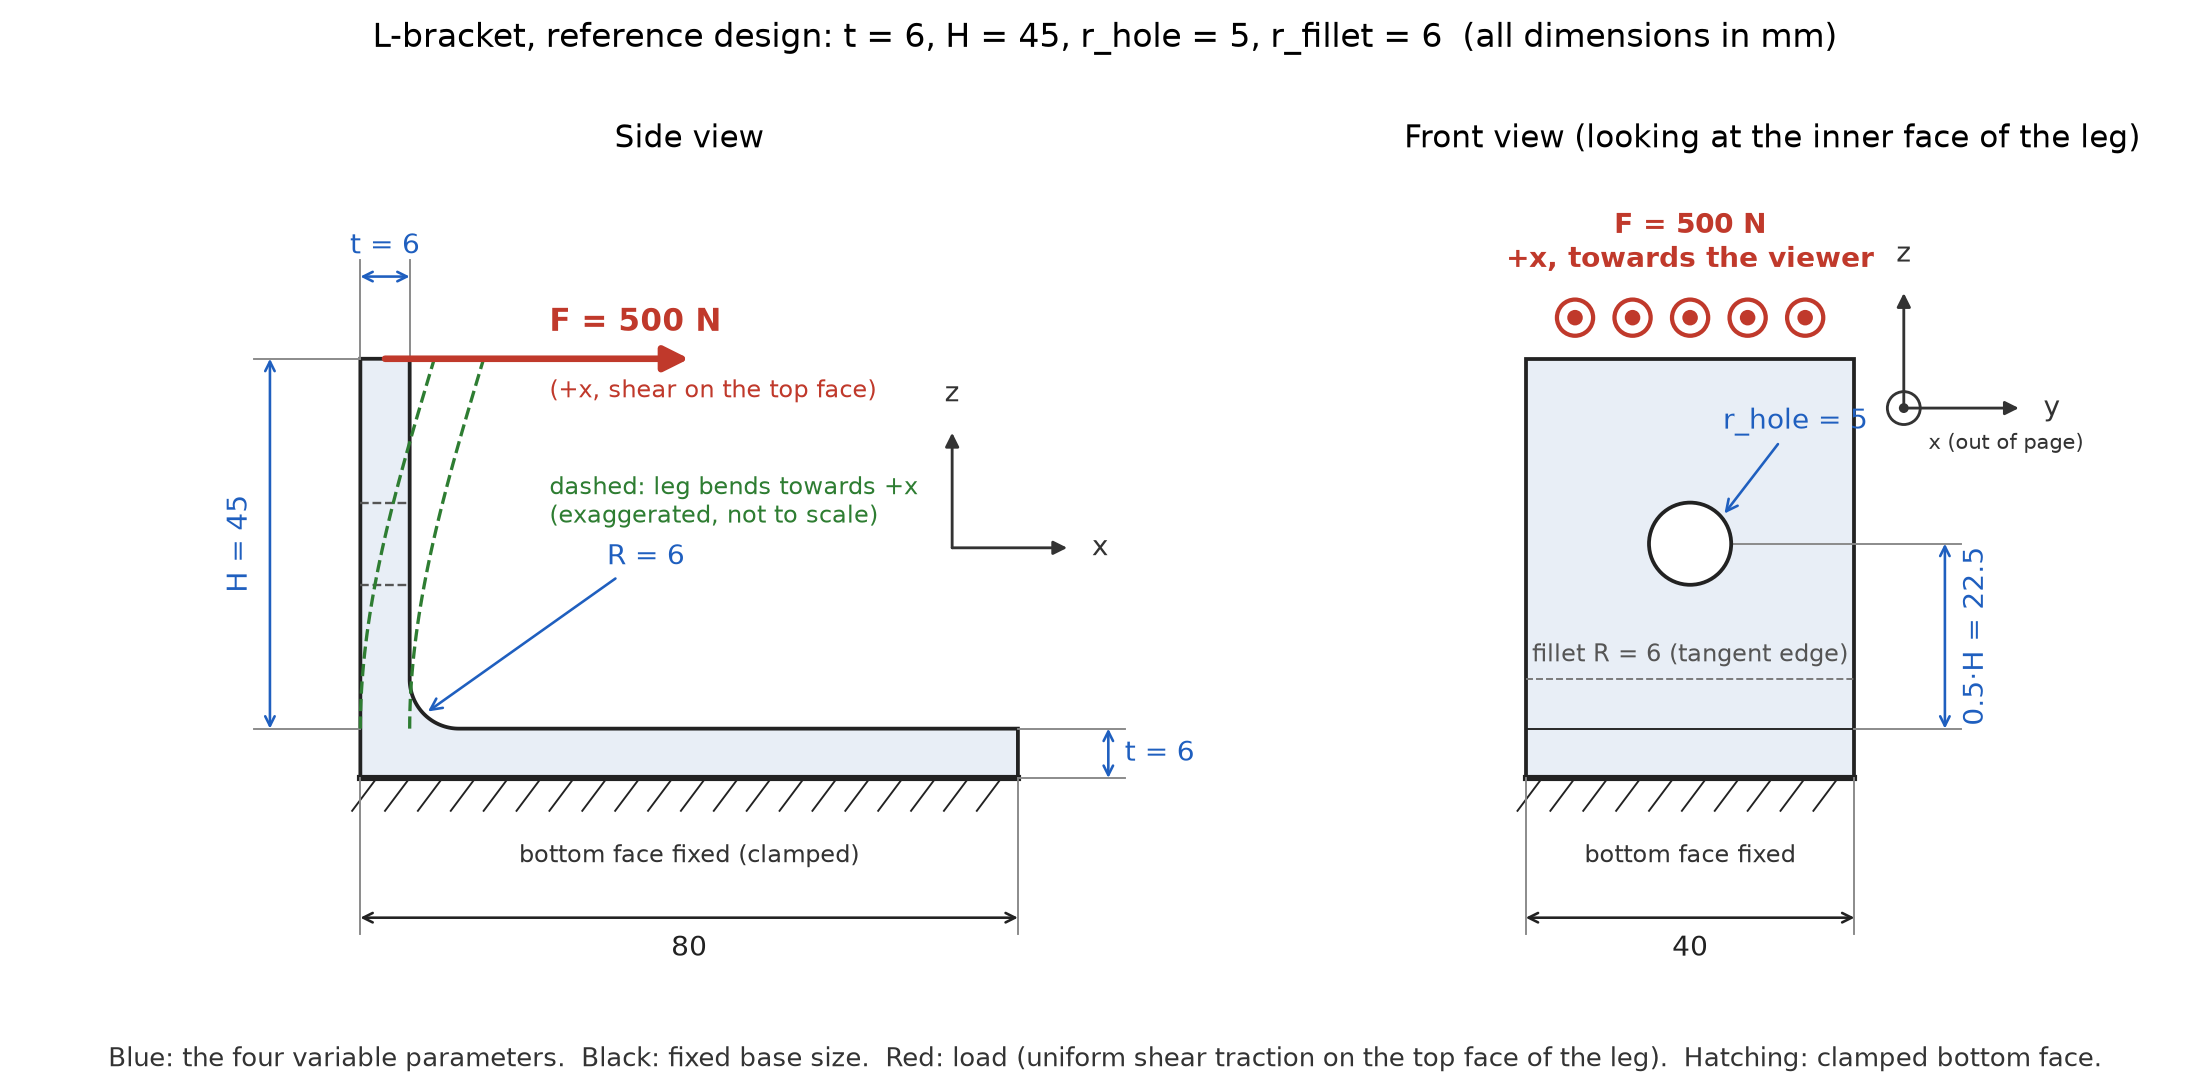 L-bracket, reference design: t = 6, H = 45, r_hole = 5, r_fillet = 6  (all dimensions in mm)
Side view
t = 6
F = 500 N
(+x, shear on the top face)
z
dashed: leg bends towards +x
(exaggerated, not to scale)
R = 6
x
H = 45
t = 6
bottom face fixed (clamped)
80
Front view (looking at the inner face of the leg)
F = 500 N
+x, towards the viewer
z
r_hole = 5
y
x (out of page)
fillet R = 6 (tangent edge)
0.5·H = 22.5
bottom face fixed
40
Blue: the four variable parameters.  Black: fixed base size.  Red: load (uniform shear traction on the top face of the leg).  Hatching: clamped bottom face.